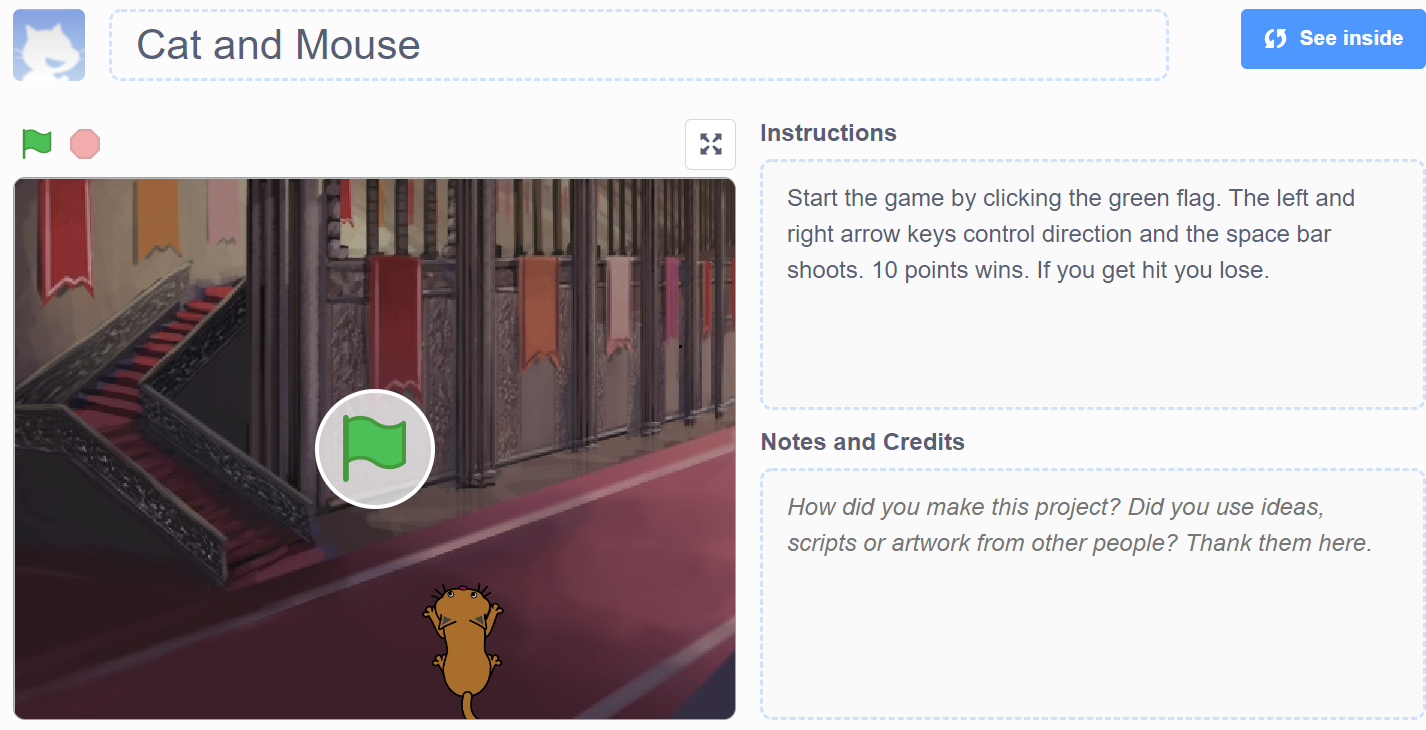 Cat and Mouse
See inside
Instructions
Start the game by clicking the green flag. The left and
right arrow keys control direction and the space bar
shoots. 10 points wins. If you get hit you lose.
Notes and Credits
How did you make this project? Did you use ideas,
scripts or artwork from other people? Thank them here.